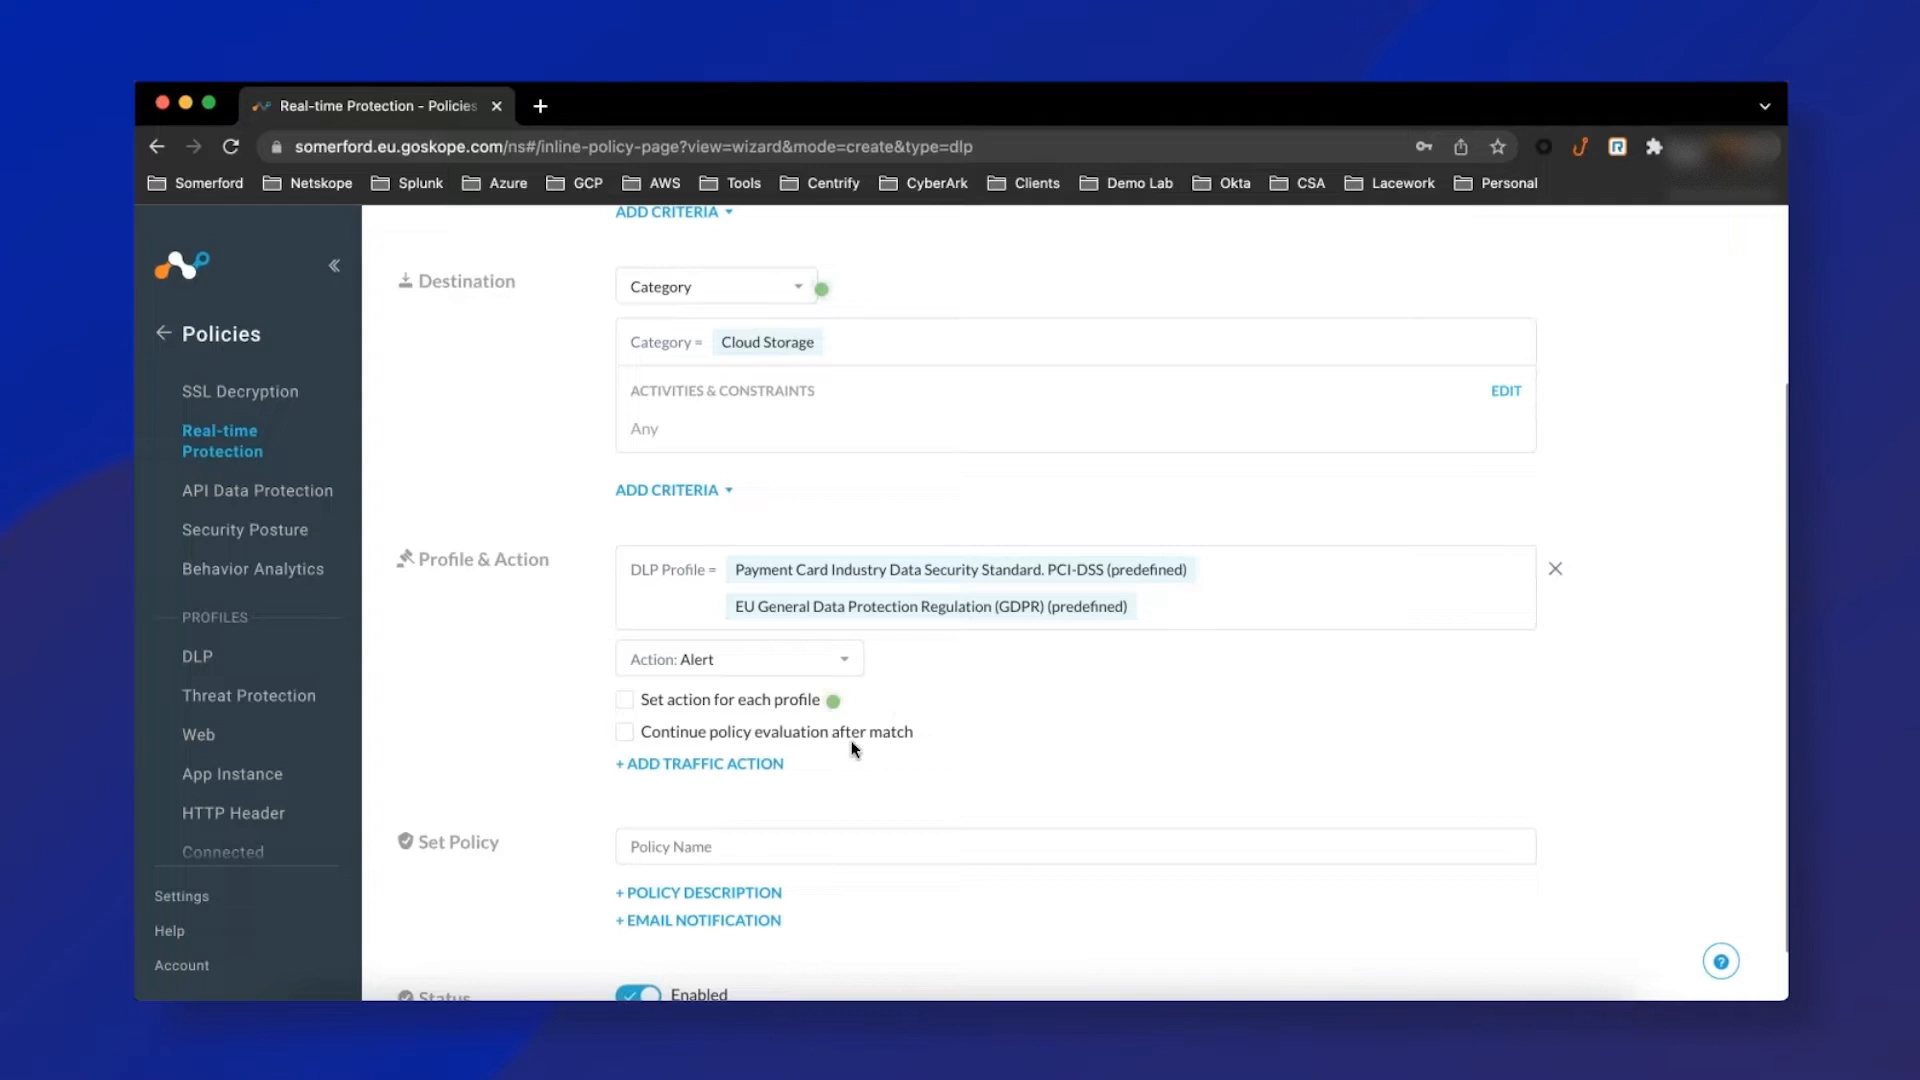 Real-time Protection - Policies
somerford.eu.goskope.com/ns#/inline-policy-page?view=wizard&mode=create&type=dlp
Somerford Netskope Splunk Azure GCP AWS Tools Centrify CyberArk Clients Demo Lab Okta CSA Lacework Personal
Policies
SSL Decryption
Real-time
Protection
API Data Protection
Security Posture
Behavior Analytics
PROFILES
DLP
Threat Protection
Web
App Instance
HTTP Header
Connected
Settings
Help
Account
ADD CRITERIA
Destination
Category
Category = Cloud Storage
ACTIVITIES & CONSTRAINTS EDIT
Any
ADD CRITERIA
Profile & Action
DLP Profile = Payment Card Industry Data Security Standard. PCI-DSS (predefined)
EU General Data Protection Regulation (GDPR) (predefined)
Action: Alert
Set action for each profile
Continue policy evaluation after match
+ ADD TRAFFIC ACTION
Set Policy
Policy Name
+ POLICY DESCRIPTION
+ EMAIL NOTIFICATION
Status
Enabled